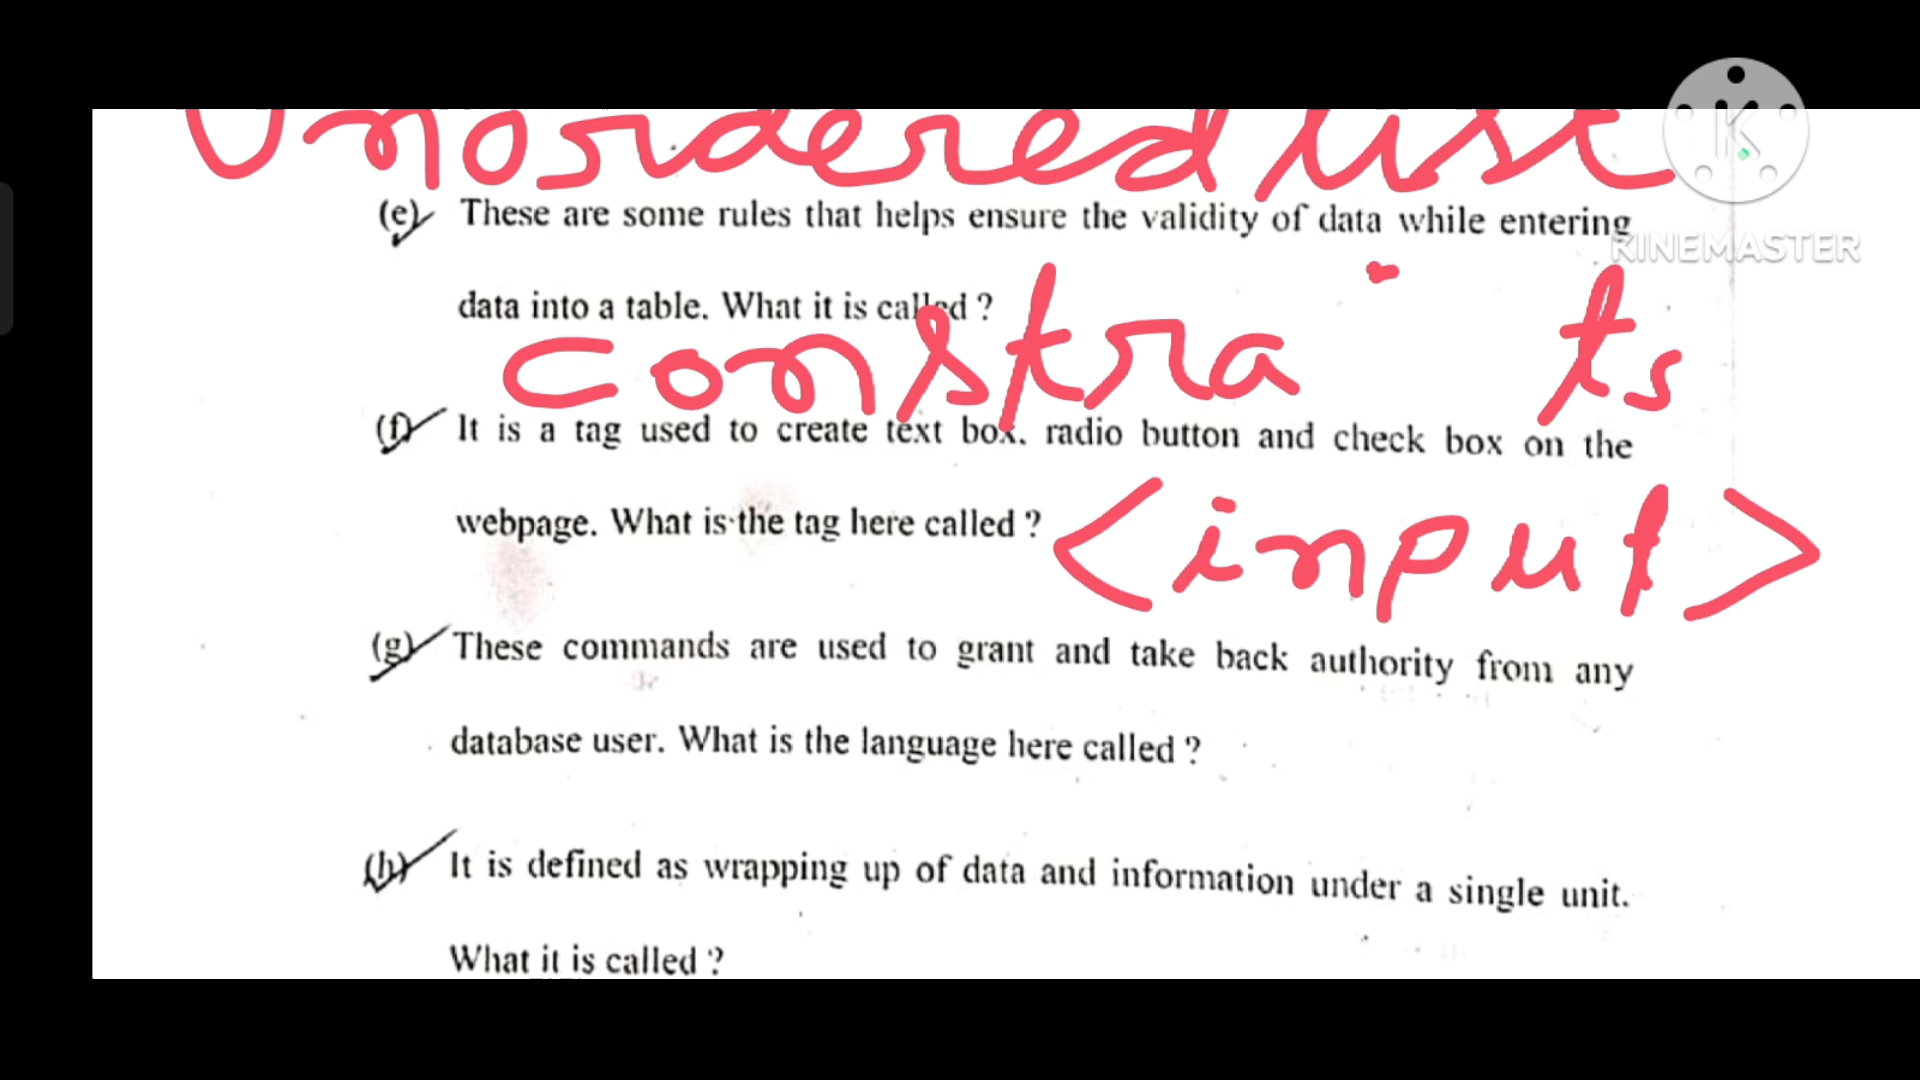 Unordered list
(e) These are some rules that helps ensure the validity of data while entering
data into a table. What it is called ?
constra ts
(f) It is a tag used to create text box. radio button and check box on the
webpage. What is the tag here called ? <input>
(g) These commands are used to grant and take back authority from any
database user. What is the language here called ?
(h) It is defined as wrapping up of data and information under a single unit.
What it is called ?
K
KINEMASTER